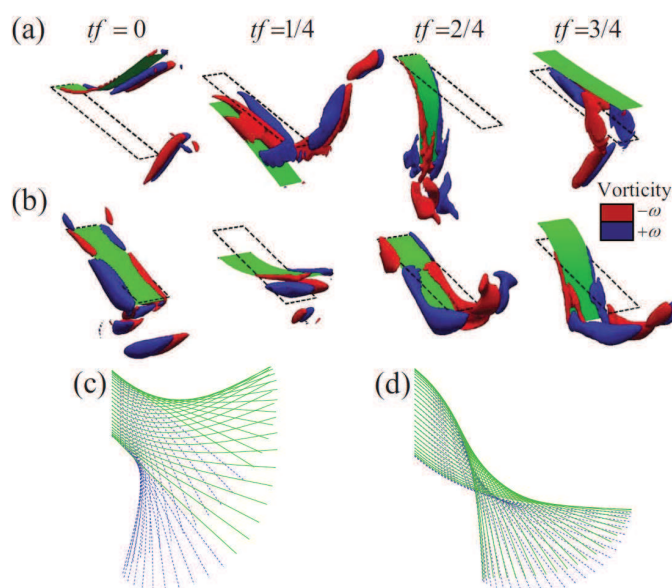 (a) tf = 0 tf =1/4 tf =2/4 tf =3/4
Vorticity
−ω
+ω
(b)
(c) (d)